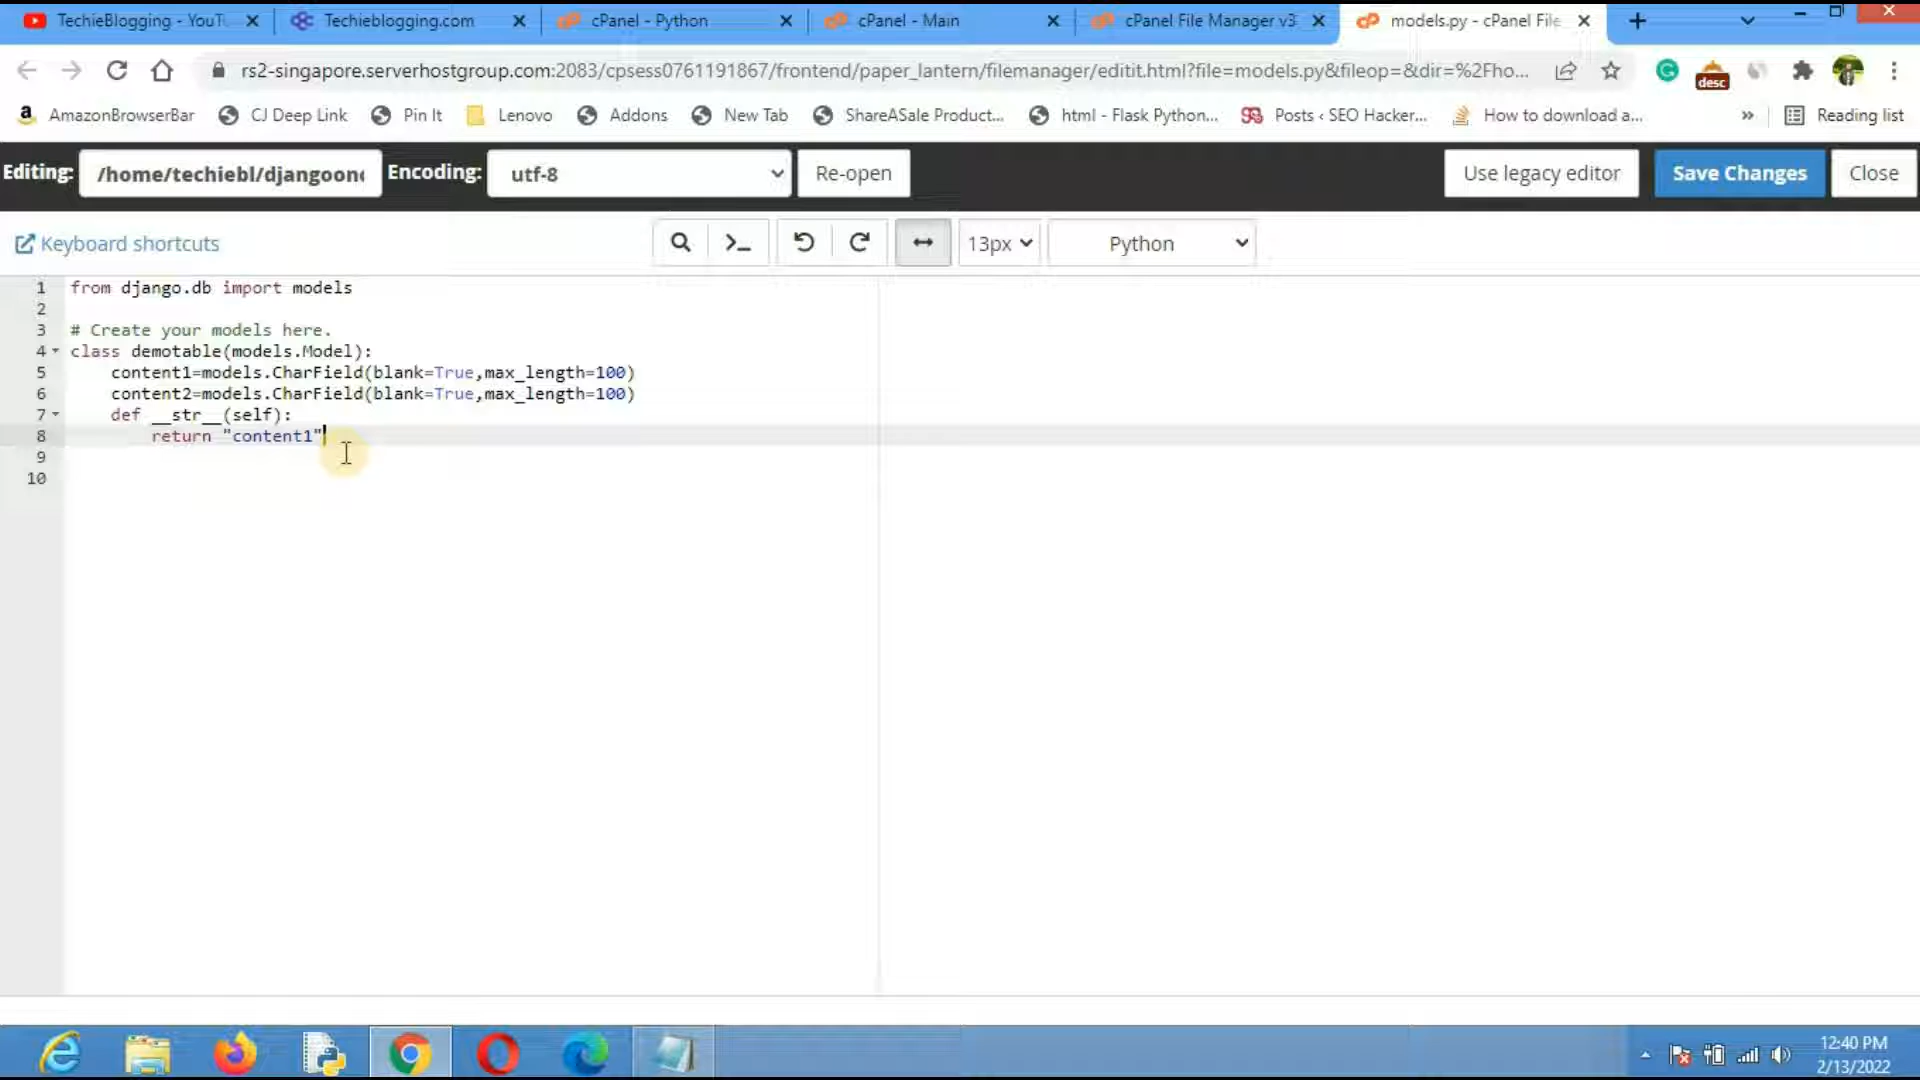 TechieBlogging - YouTu
Techieblogging.com
cPanel - Python
cPanel - Main
cPanel File Manager v3
models.py - cPanel File
rs2-singapore.serverhostgroup.com:2083/cpsess0761191867/frontend/paper_lantern/filemanager/editit.html?file=models.py&fileop=&dir=%2Fho...
desc
AmazonBrowserBar
CJ Deep Link
Pin It
Lenovo
Addons
New Tab
ShareASale Product...
html - Flask Python...
Posts ‹ SEO Hacker...
How to download a...
»
Reading list
Editing:
/home/techiebl/djangoon
Encoding:
utf-8
Re-open
Use legacy editor
Save Changes
Close
Keyboard shortcuts
13px
Python
1 from django.db import models
2
3 # Create your models here.
4 class demotable(models.Model):
5 content1=models.CharField(blank=True,max_length=100)
6 content2=models.CharField(blank=True,max_length=100)
7 def __str__(self):
8 return "content1"
9
10
12:40 PM
2/13/2022